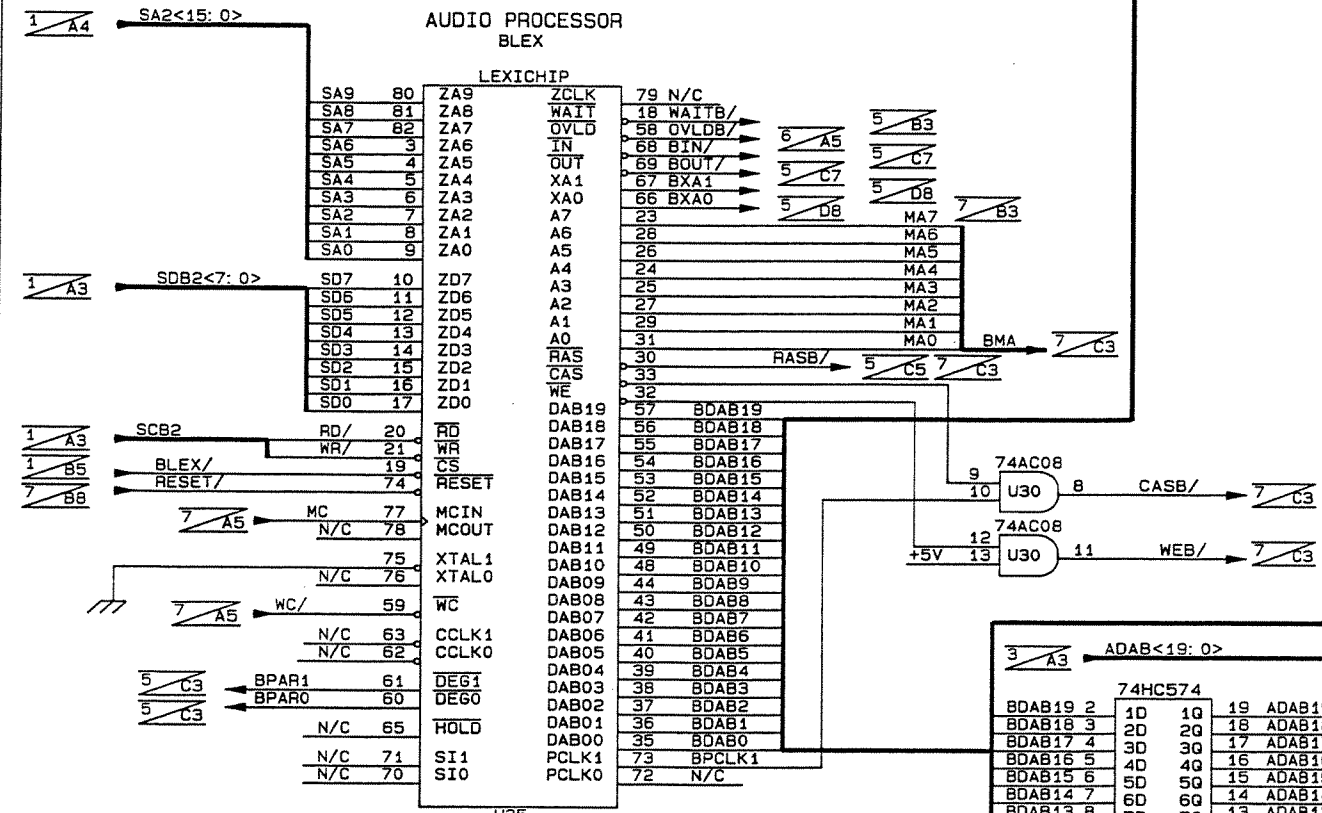 1 A4 SA2<15: 0>
AUDIO PROCESSOR
BLEX
LEXICHIP
SA9 80 ZA9 ZCLK 79 N/C
SA8 81 ZA8 WAIT 18 WAITB/ 5 B3
SA7 82 ZA7 OVLD 58 OVLDB/ 6 A5
SA6 3 ZA6 IN 68 BIN/ 5 C7
SA5 4 ZA5 OUT 69 BOUT/ 5 C7
SA4 5 ZA4 XA1 67 BXA1 5 D8
SA3 6 ZA3 XA0 66 BXA0 5 D8
SA2 7 ZA2 A7 23 MA7 7 B3
SA1 8 ZA1 A6 28 MA6
SA0 9 ZA0 A5 26 MA5
A4 24 MA4
1 A3 SDB2<7: 0>
SD7 10 ZD7 A3 25 MA3
SD6 11 ZD6 A2 27 MA2
SD5 12 ZD5 A1 29 MA1
SD4 13 ZD4 A0 31 MA0 BMA 7 C3
SD3 14 ZD3 RAS 30 RASB/ 5 C5 7 C3
SD2 15 ZD2 CAS 33
SD1 16 ZD1 WE 32
SD0 17 ZD0 DAB19 57 BDAB19
1 A3 SCB2 RD/ 20 RD DAB18 56 BDAB18
WR/ 21 WR DAB17 55 BDAB17
1 B5 BLEX/ 19 CS DAB16 54 BDAB16
7 B8 RESET/ 74 RESET DAB15 53 BDAB15
DAB14 52 BDAB14
7 A5 MC 77 MCIN DAB13 51 BDAB13
N/C 78 MCOUT DAB12 50 BDAB12
DAB11 49 BDAB11
75 XTAL1 DAB10 48 BDAB10
N/C 76 XTAL0 DAB09 44 BDAB9
DAB08 43 BDAB8
7 A5 WC/ 59 WC DAB07 42 BDAB7
N/C 63 CCLK1 DAB06 41 BDAB6
N/C 62 CCLK0 DAB05 40 BDAB5
DAB04 39 BDAB4
5 C3 BPAR1 61 DEG1 DAB03 38 BDAB3
5 C3 BPAR0 60 DEG0 DAB02 37 BDAB2
N/C 65 HOLD DAB01 36 BDAB1
DAB00 35 BDAB0
N/C 71 SI1 PCLK1 73 BPCLK1
N/C 70 SI0 PCLK0 72 N/C
74AC08
9 10 U30 8 CASB/ 7 C3
74AC08
12 +5V 13 U30 11 WEB/ 7 C3
3 A3 ADAB<19: 0>
74HC574
BDAB19 2 1D 1Q 19
BDAB18 3 2D 2Q 18
BDAB17 4 3D 3Q 17
BDAB16 5 4D 4Q 16
BDAB15 6 5D 5Q 15
BDAB14 7 6D 6Q 14
BDAB13 8 13